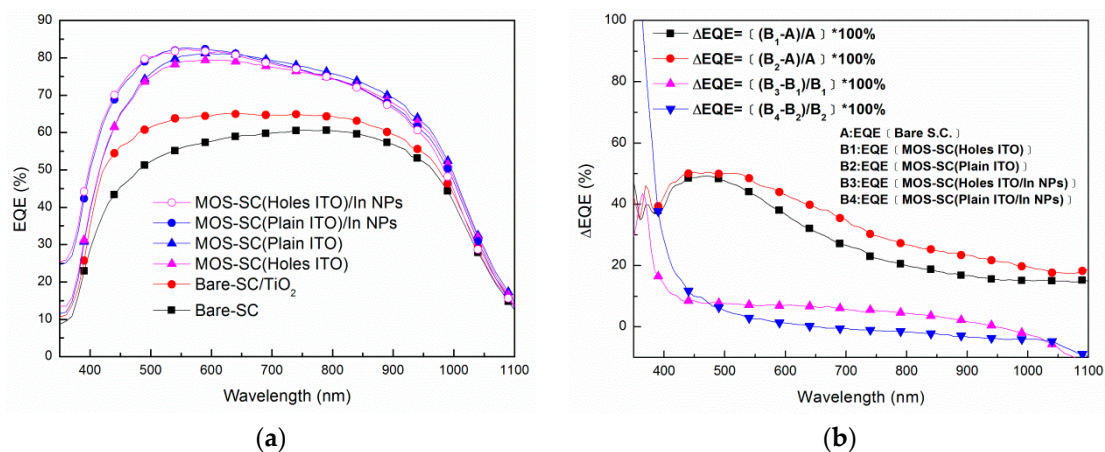 90
80
70
60
50
40
30
20
10
0
EQE (%)
MOS-SC(Holes ITO)/In NPs
MOS-SC(Plain ITO)/In NPs
MOS-SC(Plain ITO)
MOS-SC(Holes ITO)
Bare-SC/TiO₂
Bare-SC
400 500 600 700 800 900 1000 1100
Wavelength (nm)
(a)
100
80
60
40
20
0
ΔEQE (%)
ΔEQE=〔(B₁-A)/A〕*100%
ΔEQE=〔(B₂-A)/A〕*100%
ΔEQE=〔(B₃-B₁)/B₁〕*100%
ΔEQE=〔(B₄-B₂)/B₂〕*100%
A:EQE〔Bare S.C.〕
B1:EQE〔MOS-SC(Holes ITO)〕
B2:EQE〔MOS-SC(Plain ITO)〕
B3:EQE〔MOS-SC(Holes ITO/In NPs)〕
B4:EQE〔MOS-SC(Plain ITO/In NPs)〕
400 500 600 700 800 900 1000 1100
Wavelength (nm)
(b)